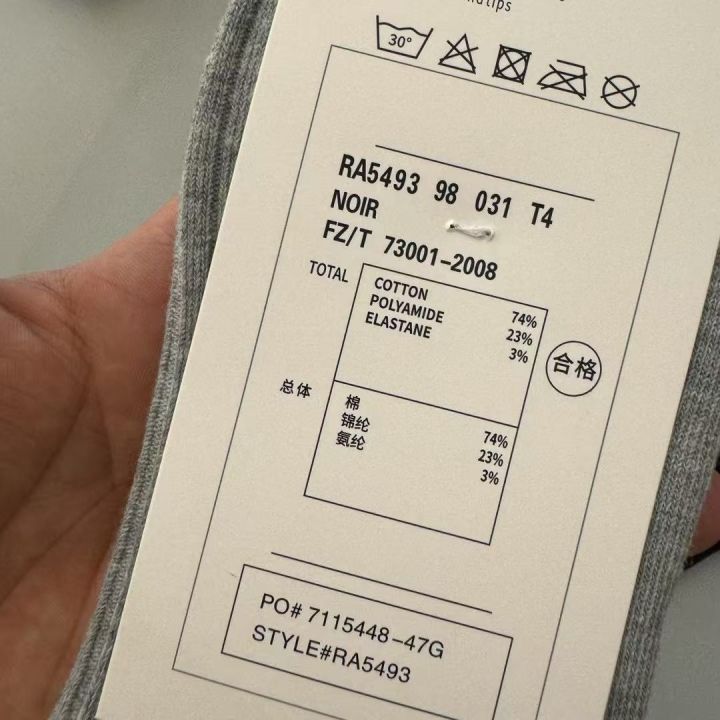 30°
RA5493 98 031 T4
NOIR
FZ/T 73001-2008
TOTAL
COTTON 74%
POLYAMIDE 23%
ELASTANE 3%
合格
总体
棉 74%
锦纶 23%
氨纶 3%
PO# 7115448-47G
STYLE#RA5493